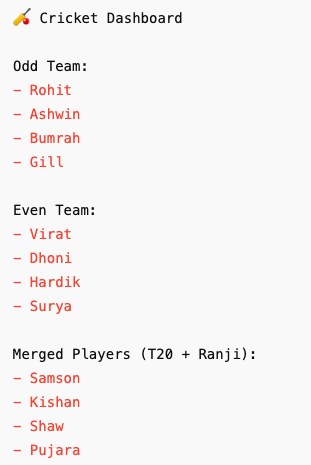 🏏 Cricket Dashboard
Odd Team:
- Rohit
- Ashwin
- Bumrah
- Gill
Even Team:
- Virat
- Dhoni
- Hardik
- Surya
Merged Players (T20 + Ranji):
- Samson
- Kishan
- Shaw
- Pujara